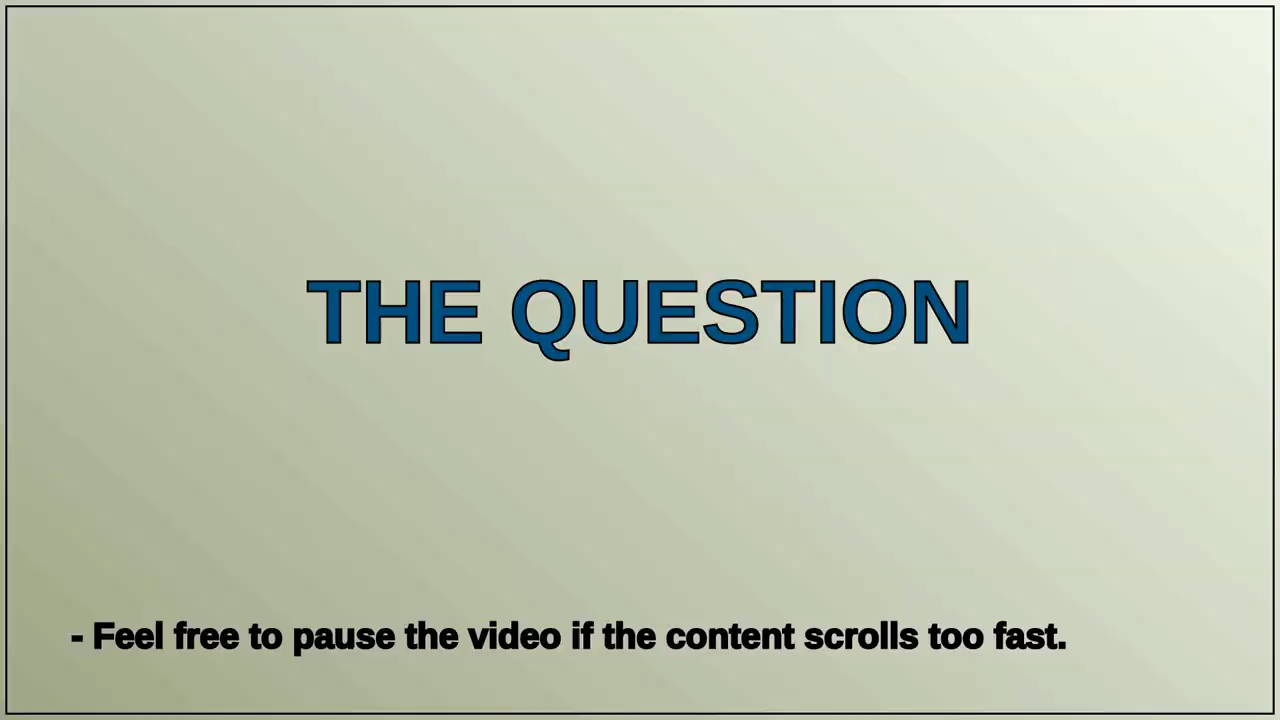 THE QUESTION
- Feel free to pause the video if the content scrolls too fast.